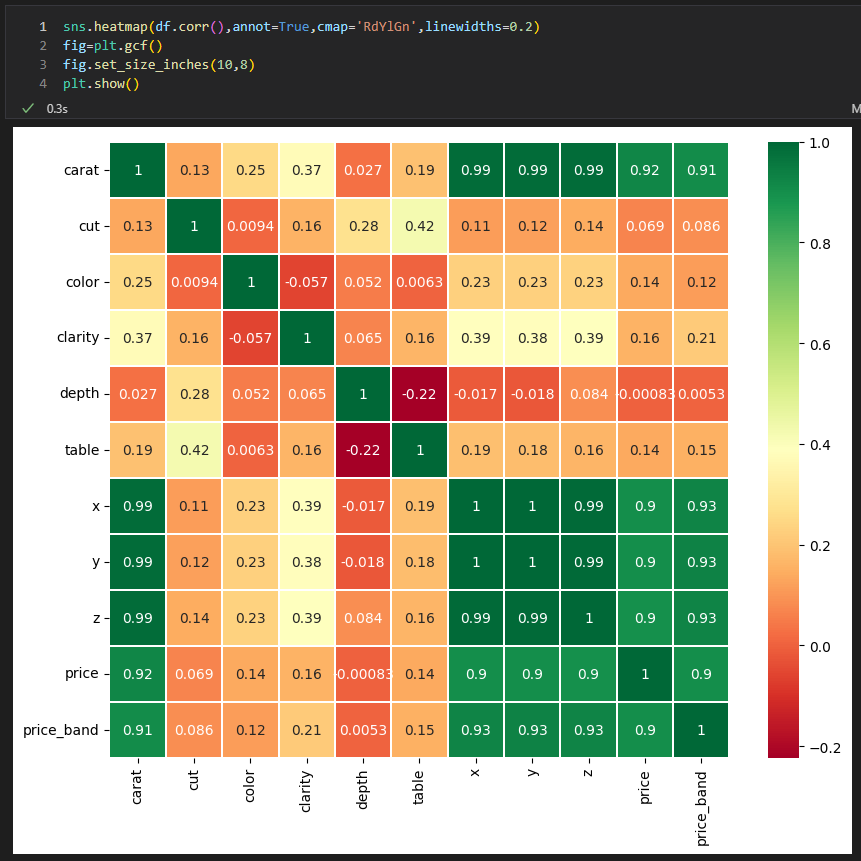 1 sns.heatmap(df.corr(),annot=True,cmap='RdYlGn',linewidths=0.2)
2 fig=plt.gcf()
3 fig.set_size_inches(10,8)
4 plt.show()
✓ 0.3s
M
carat 1 0.13 0.25 0.37 0.027 0.19 0.99 0.99 0.99 0.92 0.91
cut 0.13 1 0.0094 0.16 0.28 0.42 0.11 0.12 0.14 0.069 0.086
color 0.25 0.0094 1 -0.057 0.052 0.0063 0.23 0.23 0.23 0.14 0.12
clarity 0.37 0.16 -0.057 1 0.065 0.16 0.39 0.38 0.39 0.16 0.21
depth 0.027 0.28 0.052 0.065 1 -0.22 -0.017 -0.018 0.084 -0.00083 0.0053
table 0.19 0.42 0.0063 0.16 -0.22 1 0.19 0.18 0.16 0.14 0.15
x 0.99 0.11 0.23 0.39 -0.017 0.19 1 1 0.99 0.9 0.93
y 0.99 0.12 0.23 0.38 -0.018 0.18 1 1 0.99 0.9 0.93
z 0.99 0.14 0.23 0.39 0.084 0.16 0.99 0.99 1 0.9 0.93
price 0.92 0.069 0.14 0.16 -0.00083 0.14 0.9 0.9 0.9 1 0.9
price_band 0.91 0.086 0.12 0.21 0.0053 0.15 0.93 0.93 0.93 0.9 1
carat cut color clarity depth table x y z price price_band
1.0
0.8
0.6
0.4
0.2
0.0
−0.2